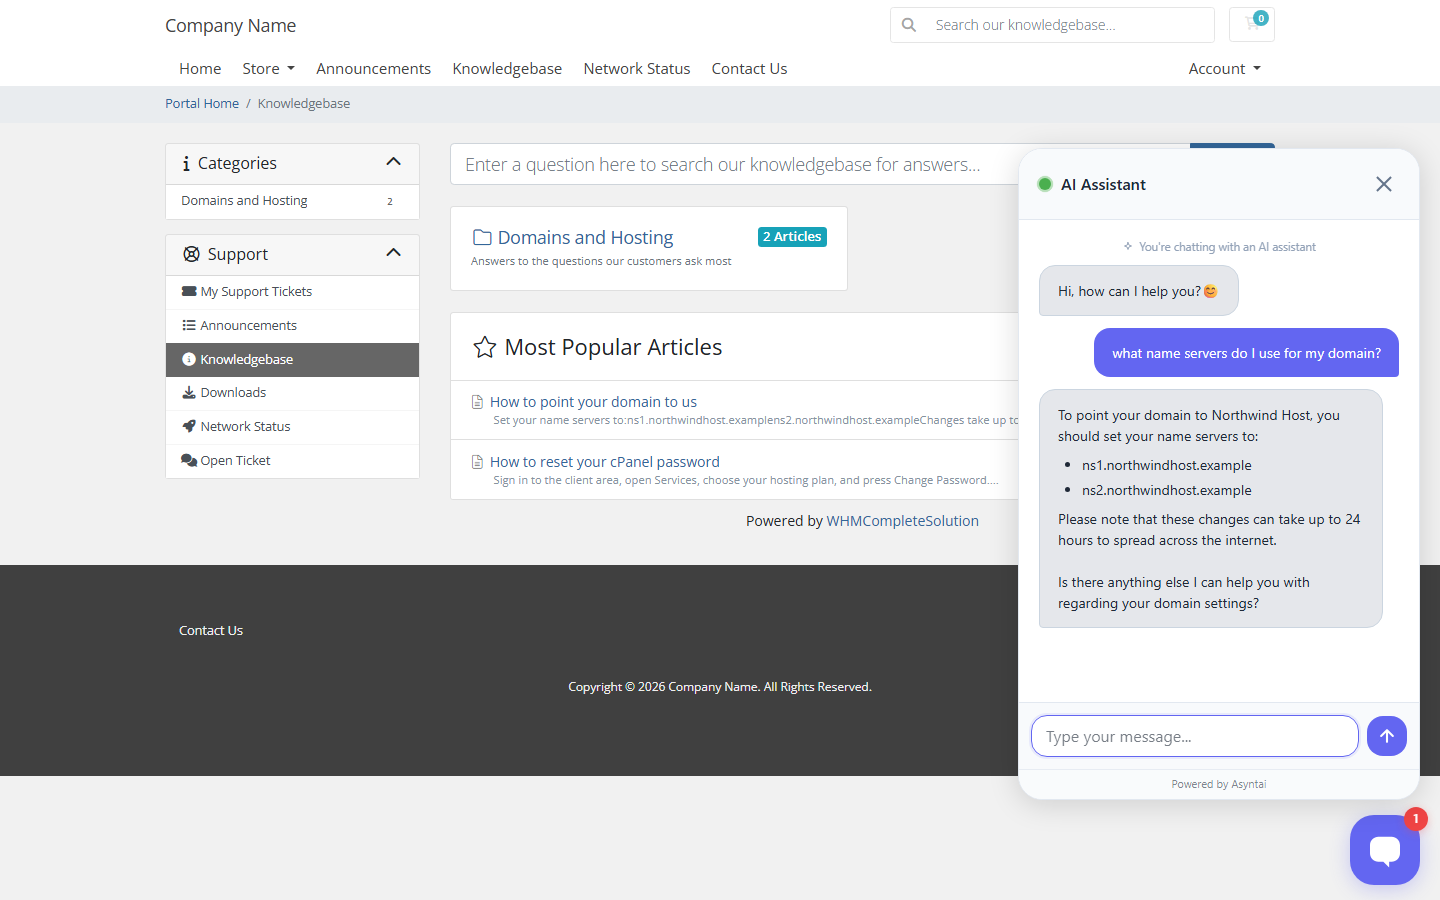 Company Name
Search our knowledgebase...
0
Home
Store
Announcements
Knowledgebase
Network Status
Contact Us
Account
Portal Home / Knowledgebase
Categories
Domains and Hosting
2
Support
My Support Tickets
Announcements
Knowledgebase
Downloads
Network Status
Open Ticket
Enter a question here to search our knowledgebase for answers...
Domains and Hosting
2 Articles
Answers to the questions our customers ask most
Most Popular Articles
How to point your domain to us
Set your name servers to:ns1.northwindhost.examplens2.northwindhost.exampleChanges take up to
How to reset your cPanel password
Sign in to the client area, open Services, choose your hosting plan, and press Change Password....
Powered by WHMCompleteSolution
Contact Us
Copyright © 2026 Company Name. All Rights Reserved.
AI Assistant
You're chatting with an AI assistant
Hi, how can I help you?😊
what name servers do I use for my domain?
To point your domain to Northwind Host, you
should set your name servers to:
• ns1.northwindhost.example
• ns2.northwindhost.example
Please note that these changes can take up to 24
hours to spread across the internet.
Is there anything else I can help you with
regarding your domain settings?
Type your message...
Powered by Asyntai
1